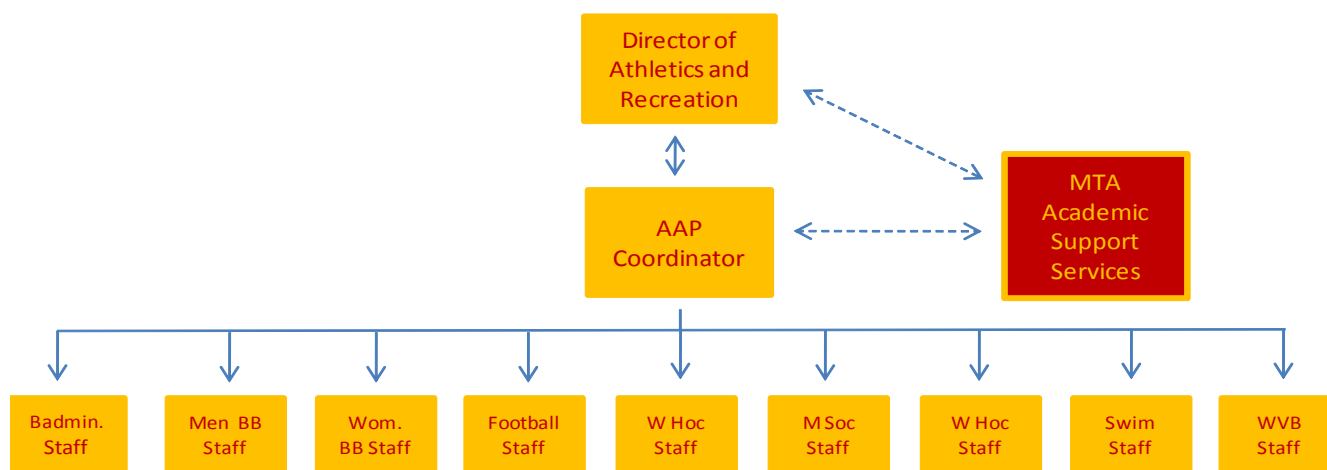 Director of
Athletics and
Recreation
MTA
Academic
Support
Services
AAP
Coordinator
Badmin.
Staff
Men BB
Staff
Wom.
BB Staff
Football
Staff
W Hoc
Staff
M Soc
Staff
W Hoc
Staff
Swim
Staff
WVB
Staff